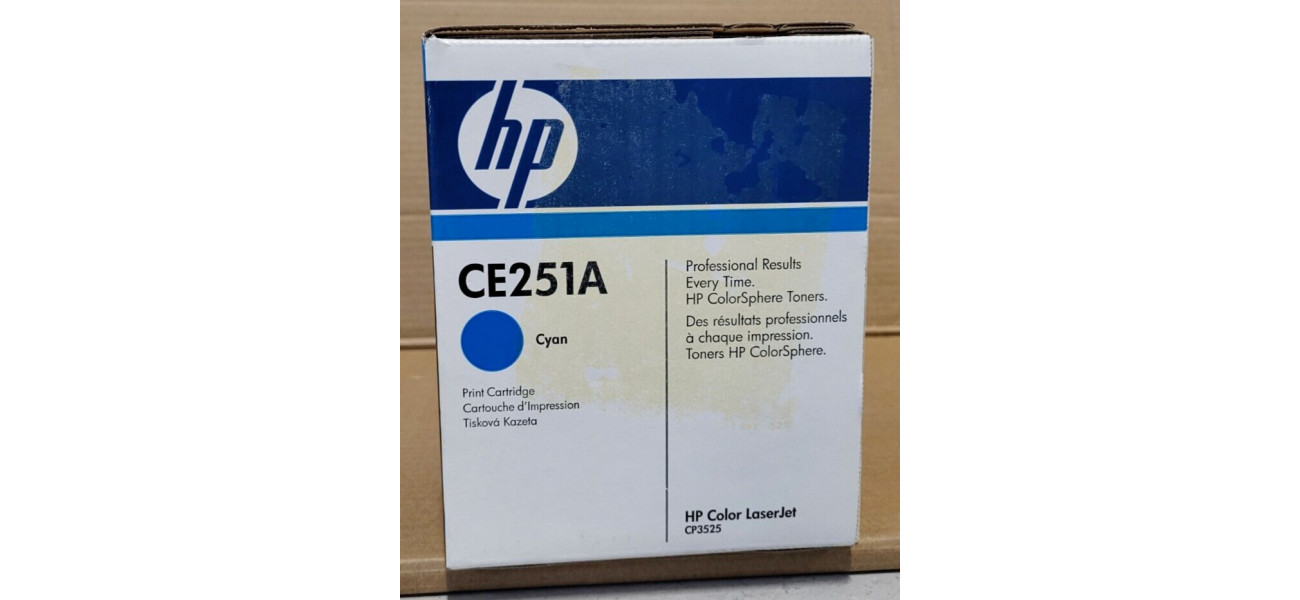 hp
CE251A
Cyan
Print Cartridge
Cartouche d'Impression
Tisková Kazeta
Professional Results
Every Time.
HP ColorSphere Toners.
Des résultats professionnels
à chaque impression.
Toners HP ColorSphere.
HP Color LaserJet
CP3525